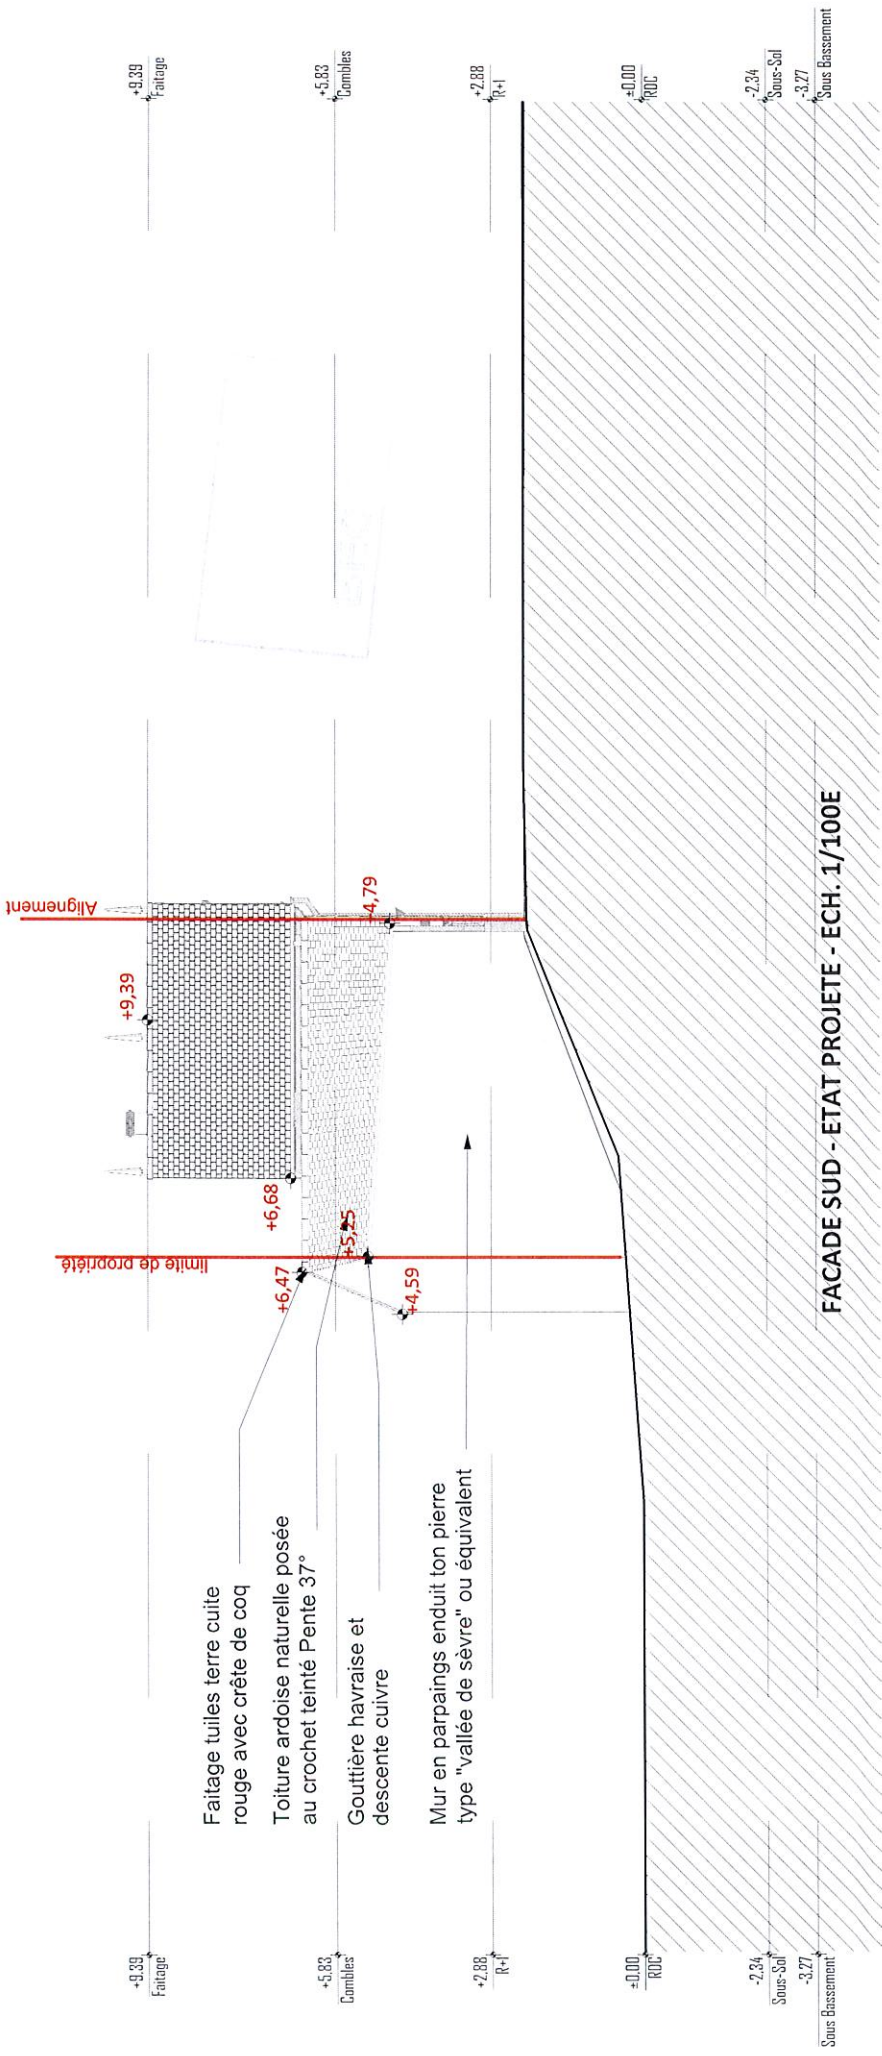 +9.39
Faitage
+5.83
Combles
+2.88
R+1
±0.00
RDC
-2.34
Sous-Sol
-3.27
Sous Bassement
Faitage tuiles terre cuite
rouge avec crête de coq
Toiture ardoise naturelle posée
au crochet teinté Pente 37°
Gouttière havraise et
descente cuivre
Mur en parpaings enduit ton pierre
type "vallée de sèvre" ou équivalent
limite de propriété
+6,47
+4,59
+5,25
+6,68
+9,39
Alignement
4,79
FACADE SUD - ETAT PROJETE - ECH. 1/100E
+9.39
Faitage
+5.83
Combles
+2.88
R+1
±0.00
RDC
-2.34
Sous-Sol
-3.27
Sous Bassement